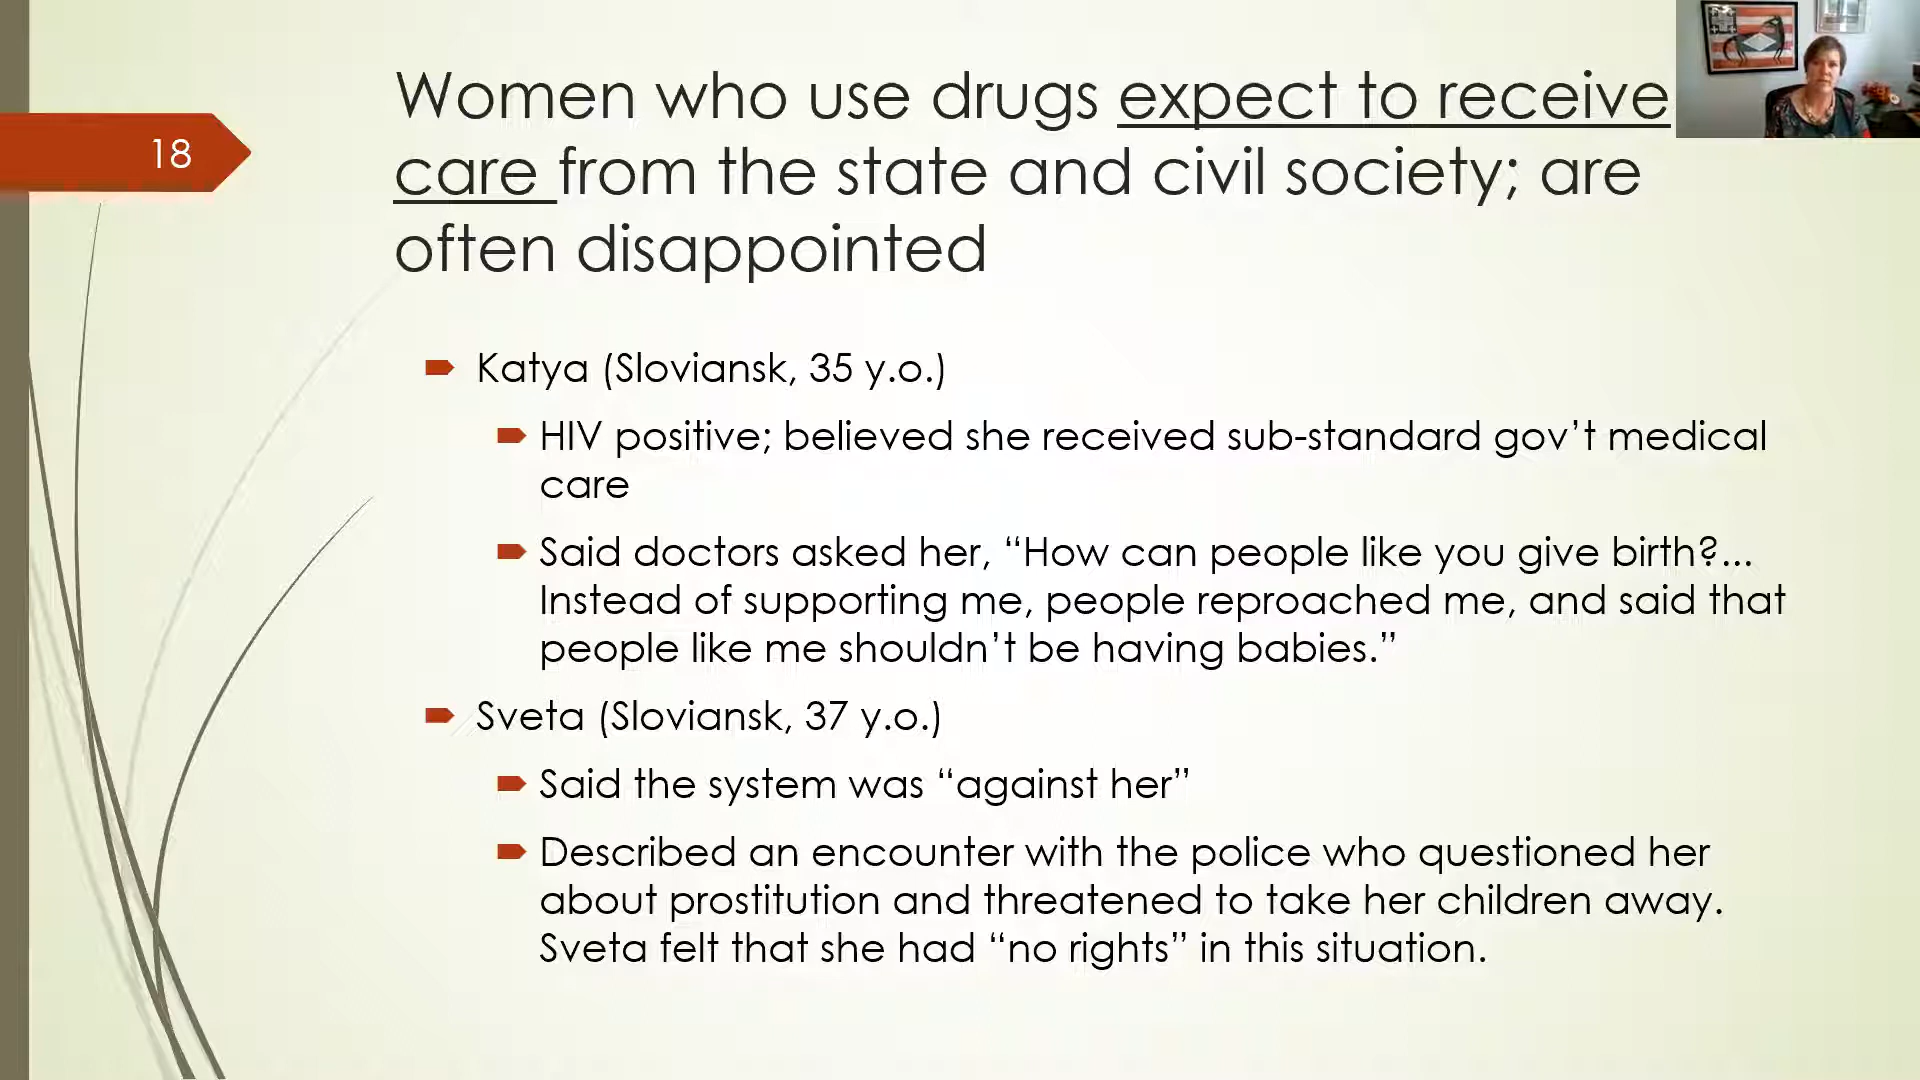 18
Women who use drugs expect to receive
care from the state and civil society; are
often disappointed
Katya (Sloviansk, 35 y.o.)
HIV positive; believed she received sub-standard gov’t medical
care
Said doctors asked her, “How can people like you give birth?...
Instead of supporting me, people reproached me, and said that
people like me shouldn’t be having babies.”
Sveta (Sloviansk, 37 y.o.)
Said the system was “against her”
Described an encounter with the police who questioned her
about prostitution and threatened to take her children away.
Sveta felt that she had “no rights” in this situation.